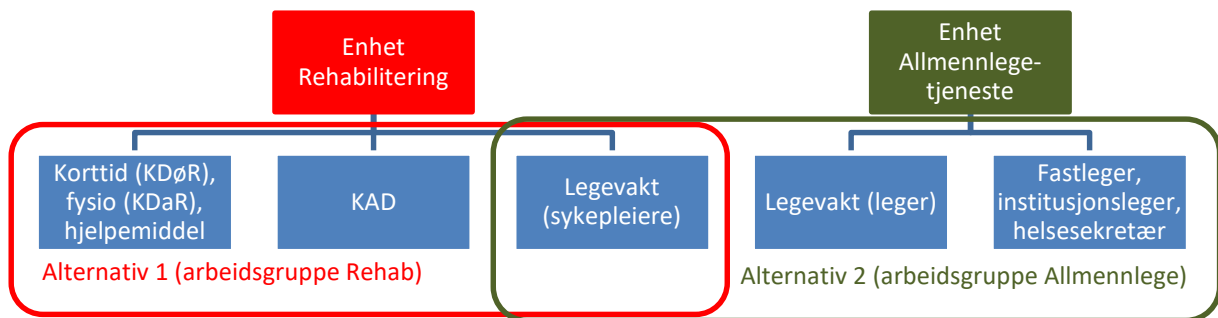 Enhet
Rehabilitering
Enhet
Allmennlege-
tjeneste
Korttid (KDøR),
fysio (KDaR),
hjelpemiddel
KAD
Legevakt
(sykepleiere)
Legevakt (leger)
Fastleger,
institusjonsleger,
helsesekretær
Alternativ 1 (arbeidsgruppe Rehab)
Alternativ 2 (arbeidsgruppe Allmennlege)